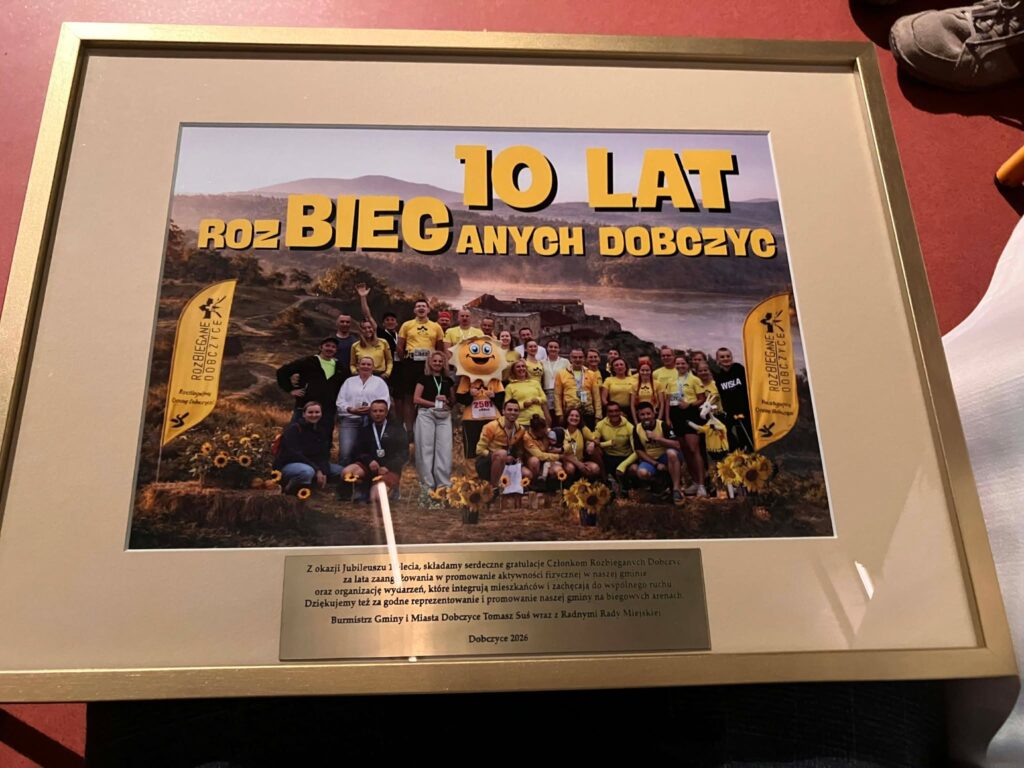 10 LAT
ROZBIEGANYCH DOBCZYC
ROZBIEGANE
DOBCZYCE
ROZBIEGANE
DOBCZYCE
WISŁA
Z okazji Jubileuszu lecia, składamy serdeczne gratulacje Członkom Rozbieganych Dobczyc
za lata zaangażowania w promowanie aktywności fizycznej w naszej gminie
oraz organizację wydarzeń, które integrują mieszkańców i zachęcają do wspólnego ruchu.
Dziękujemy też za godne reprezentowanie i promowanie naszej gminy na biegowych arenach.
Burmistrz Gminy i Miasta Dobczyce Tomasz Suś wraz z Radnymi Rady Miejskiej
Dobczyce 2026